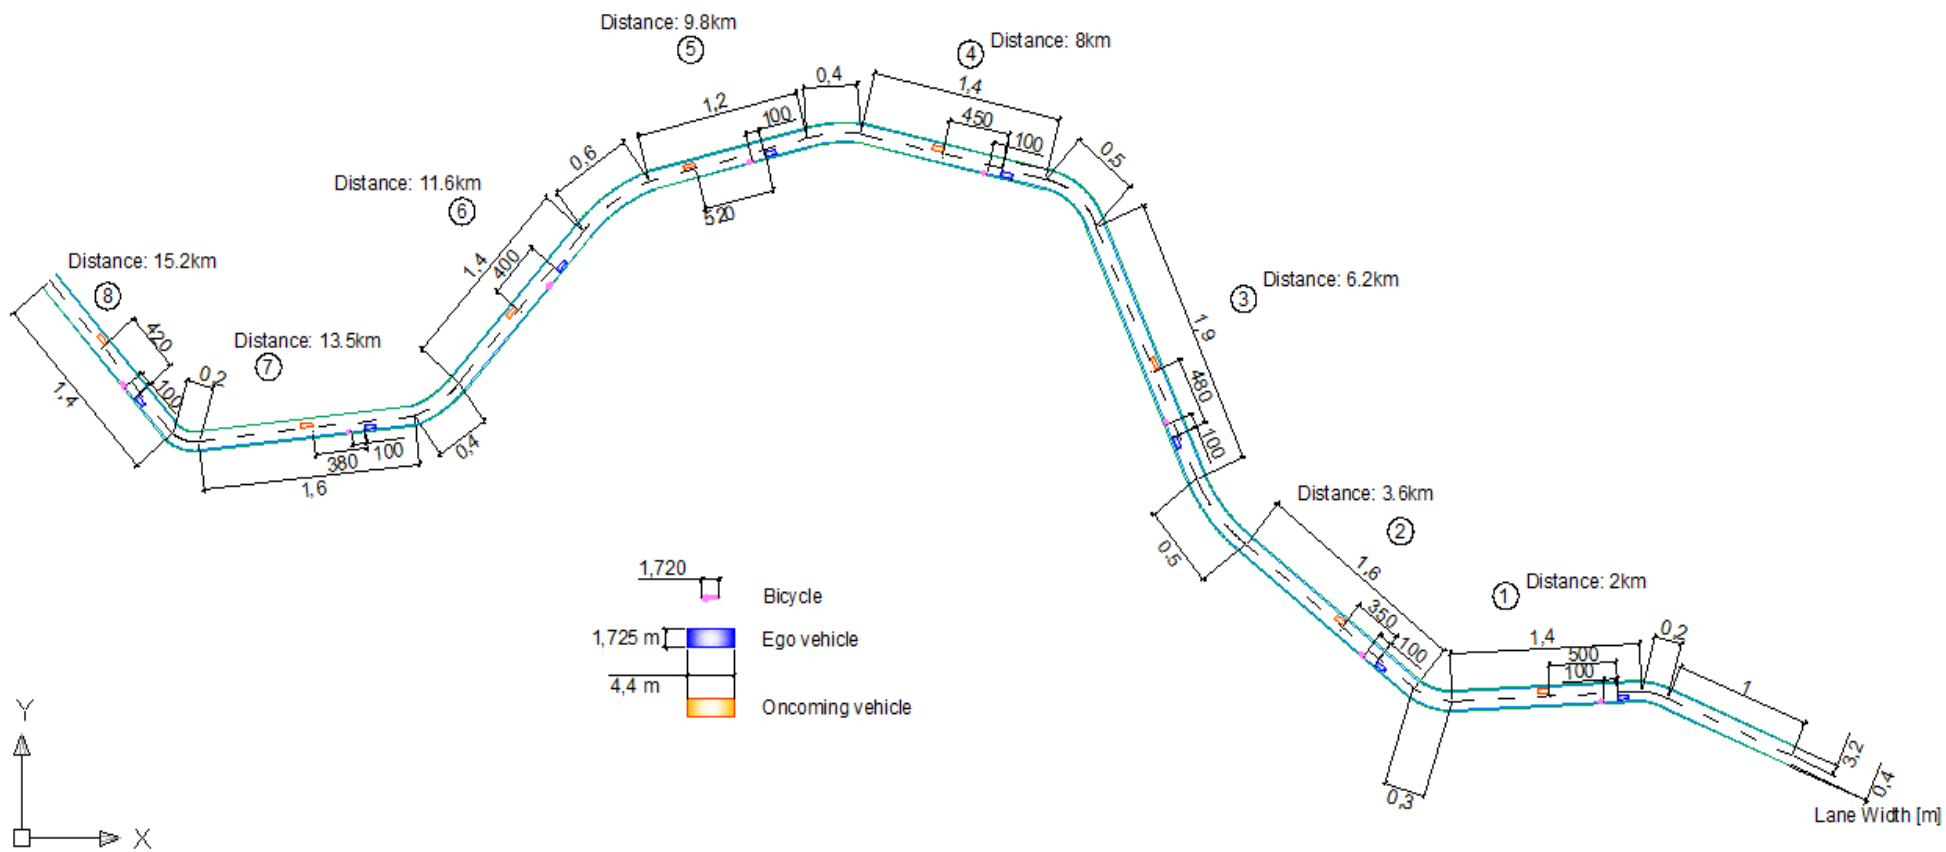 Distance: 9.8km
5
4
Distance: 8km
0,4
1,4
1,2
100
450
100
0,5
0,6
520
Distance: 11.6km
6
1,4
400
Distance: 15.2km
8
420
100
1,4
Distance: 13.5km
7
0,2
380
100
1,6
0,4
3
Distance: 6.2km
1,9
480
100
0,5
Distance: 3.6km
2
1,6
350
100
1
Distance: 2km
1,4
500
100
0,2
1
0,3
3,2
0,4
Lane Width [m]
1,720
Bicycle
1,725 m
Ego vehicle
4,4 m
Oncoming vehicle
Y
X